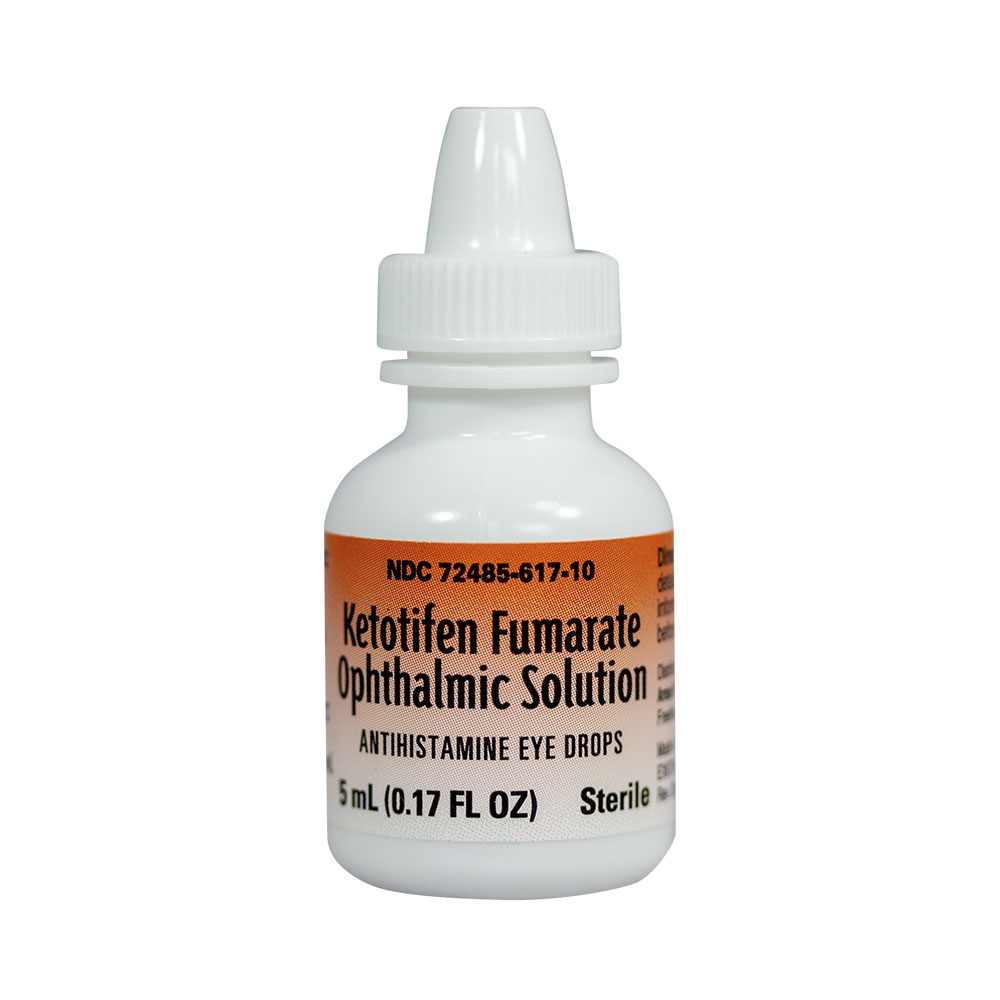 NDC 72485-617-10
Ketotifen Fumarate
Ophthalmic Solution
ANTIHISTAMINE EYE DROPS
5 mL (0.17 FL OZ) Sterile